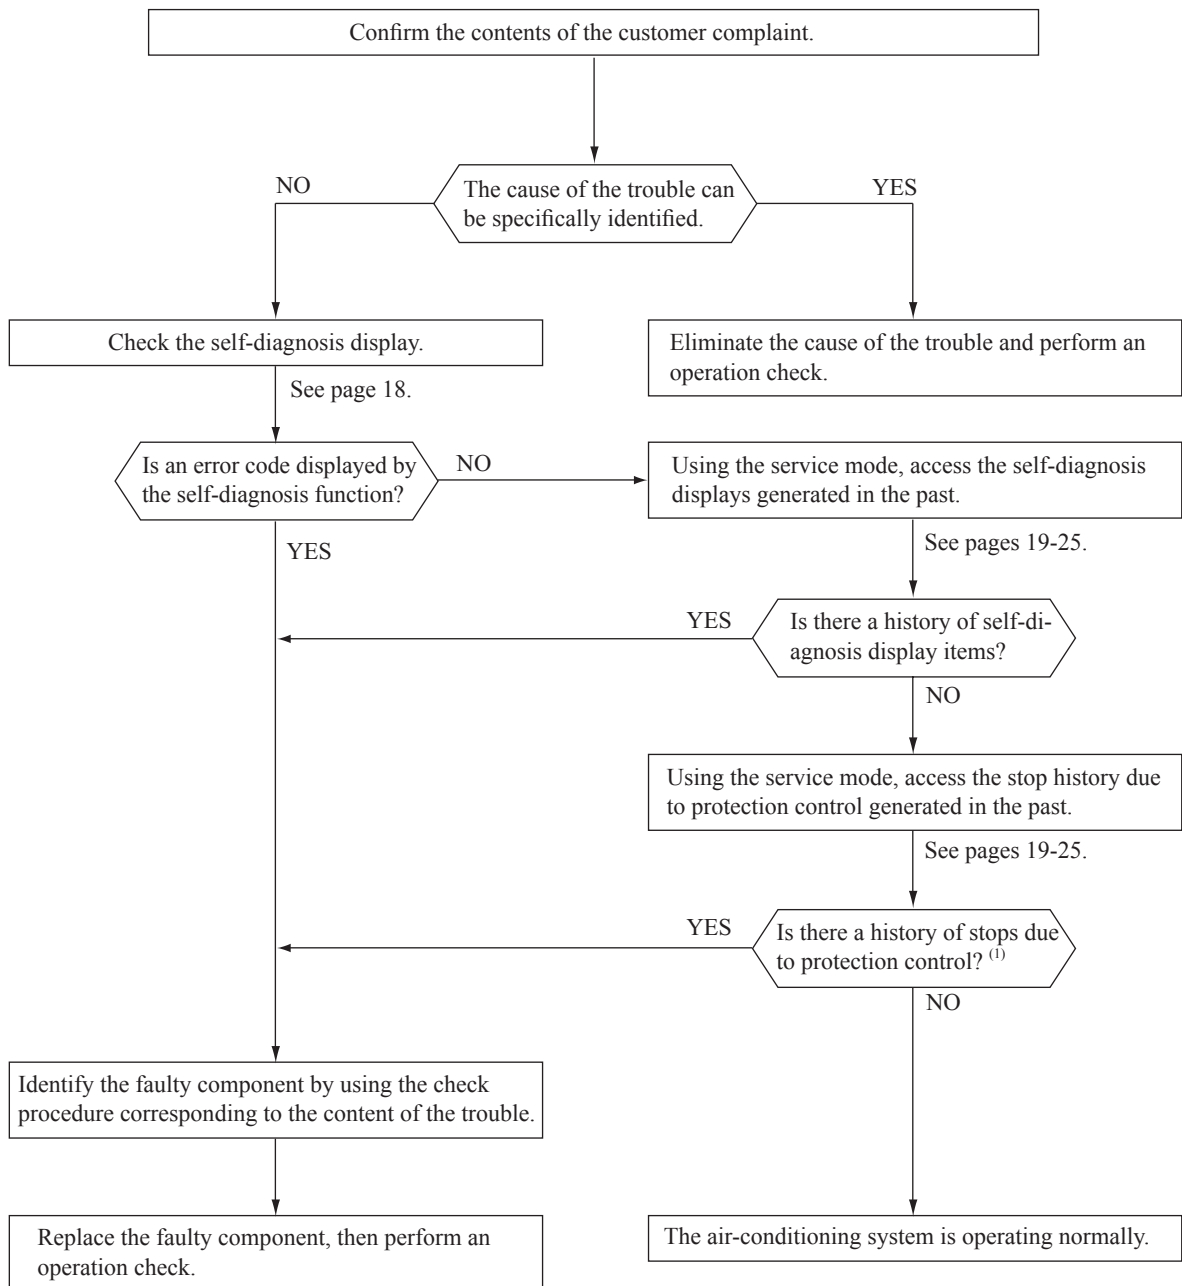 Confirm the contents of the customer complaint.
NO
The cause of the trouble can
be specifically identified.
YES
Check the self-diagnosis display.
Eliminate the cause of the trouble and perform an
operation check.
See page 18.
Is an error code displayed by
the self-diagnosis function?
NO
Using the service mode, access the self-diagnosis
displays generated in the past.
YES
See pages 19-25.
YES
Is there a history of self-di-
agnosis display items?
NO
Using the service mode, access the stop history due
to protection control generated in the past.
See pages 19-25.
YES
Is there a history of stops due
to protection control? (1)
NO
Identify the faulty component by using the check
procedure corresponding to the content of the trouble.
Replace the faulty component, then perform an
operation check.
The air-conditioning system is operating normally.